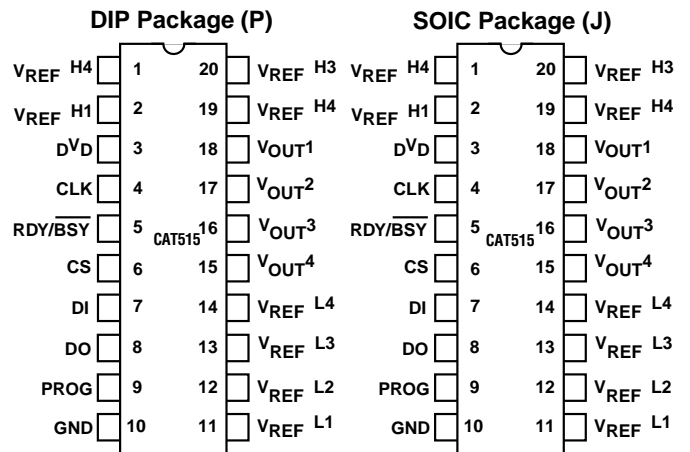 DIP Package (P) SOIC Package (J)
VREF H4 1 20 VREF H3 VREF H4 1 20 VREF H3
VREF H1 2 19 VREF H4 VREF H1 2 19 VREF H4
DVD 3 18 VOUT1 DVD 3 18 VOUT1
CLK 4 17 VOUT2 CLK 4 17 VOUT2
RDY/BSY 5 CAT515 16 VOUT3 RDY/BSY 5 CAT515 16 VOUT3
CS 6 15 VOUT4 CS 6 15 VOUT4
DI 7 14 VREF L4 DI 7 14 VREF L4
DO 8 13 VREF L3 DO 8 13 VREF L3
PROG 9 12 VREF L2 PROG 9 12 VREF L2
GND 10 11 VREF L1 GND 10 11 VREF L1